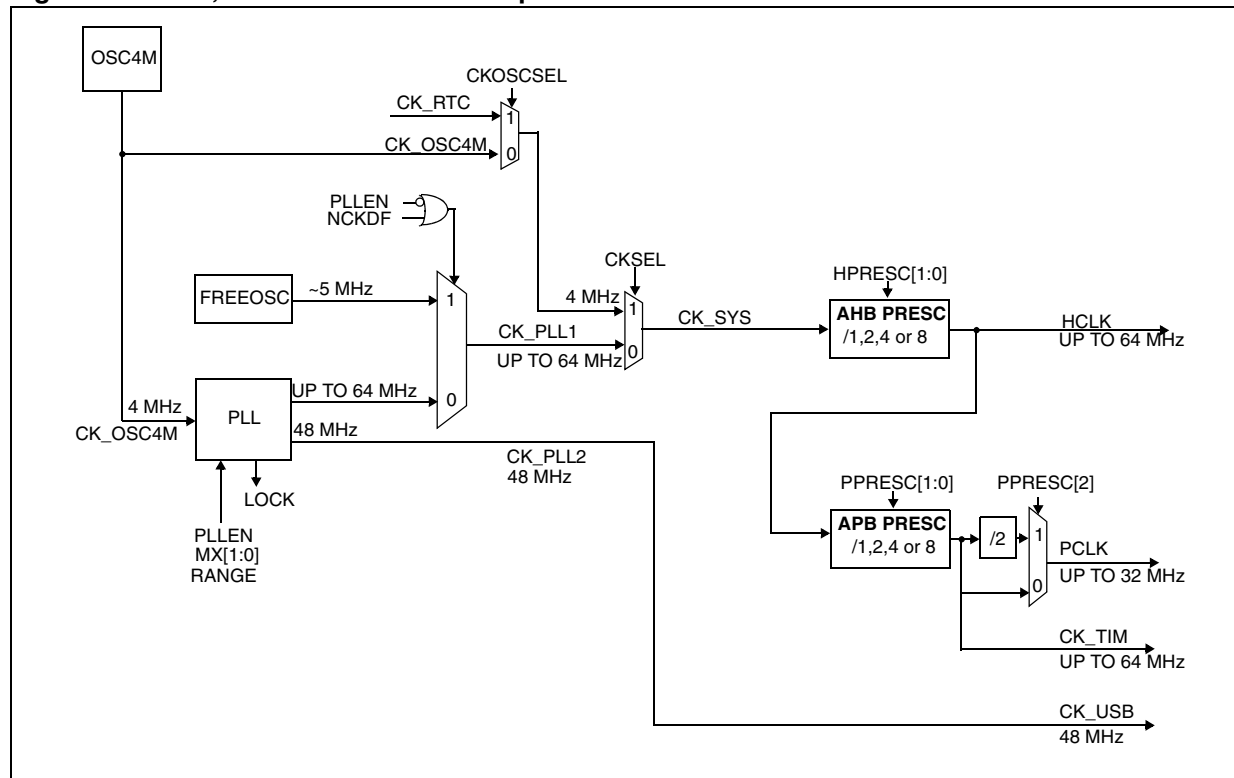 OSC4M
CKOSCSEL
CK_RTC
1
CK_OSC4M
0
PLLEN
NCKDF
CKSEL
HPRESC[1:0]
FREEOSC
~5 MHz
1
4 MHz
1
CK_SYS
AHB PRESC
/1,2,4 or 8
HCLK
UP TO 64 MHz
CK_PLL1
UP TO 64 MHz
0
UP TO 64 MHz
0
4 MHz
CK_OSC4M
PLL
48 MHz
CK_PLL2
48 MHz
LOCK
PLLEN
MX[1:0]
RANGE
PPRESC[1:0]
PPRESC[2]
APB PRESC
/1,2,4 or 8
/2
1
0
PCLK
UP TO 32 MHz
CK_TIM
UP TO 64 MHz
CK_USB
48 MHz